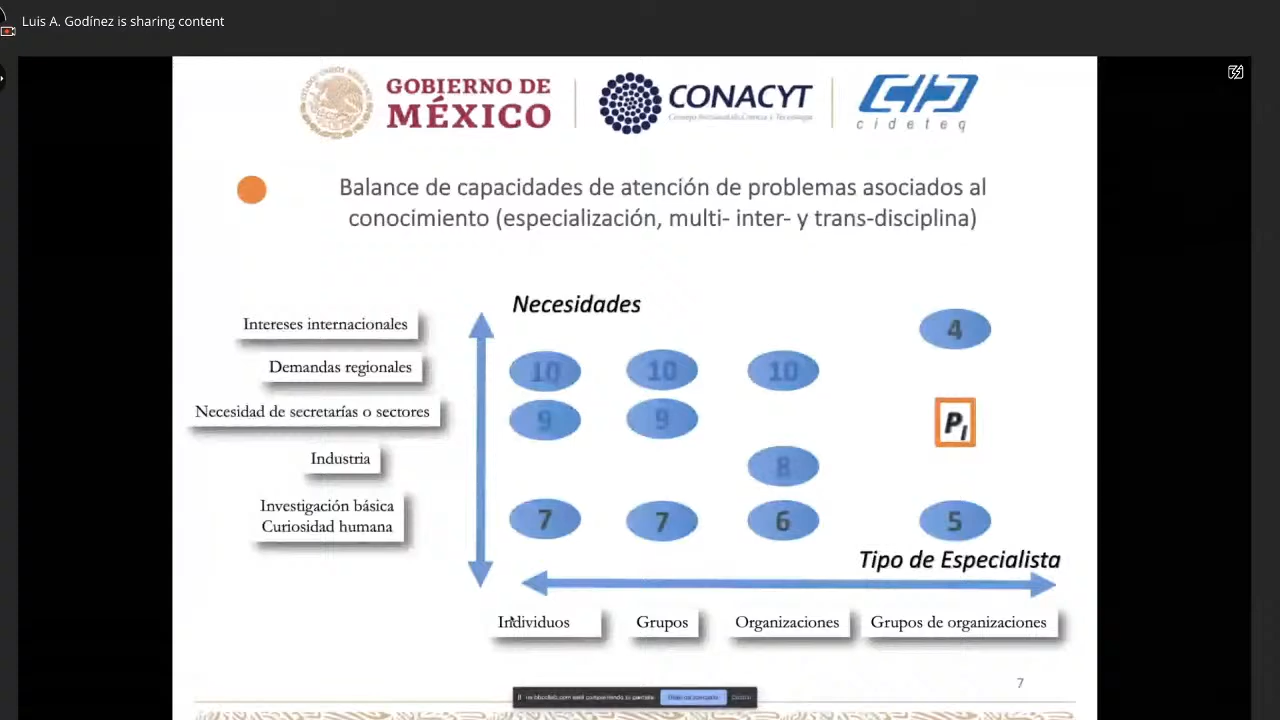 Luis A. Godínez is sharing content
GOBIERNO DE
MÉXICO
CONACYT
cideteq
Balance de capacidades de atención de problemas asociados al
conocimiento (especialización, multi- inter- y trans-disciplina)
Necesidades
Intereses internacionales
4
Demandas regionales
10 10 10
Necesidad de secretarías o sectores
9 9
PI
Industria
8
Investigación básica
Curiosidad humana
7 7 6 5
Tipo de Especialista
Individuos Grupos Organizaciones Grupos de organizaciones
7